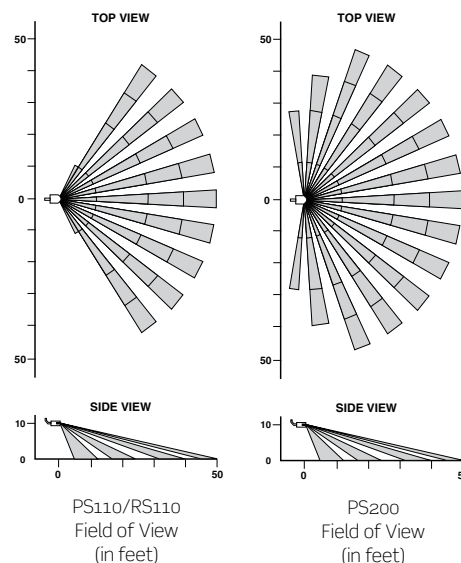 TOP VIEW
50
0
50
SIDE VIEW
10
0
0
50
PS110/RS110
Field of View
(in feet)
TOP VIEW
50
0
50
SIDE VIEW
10
0
0
PS200
Field of View
(in feet)